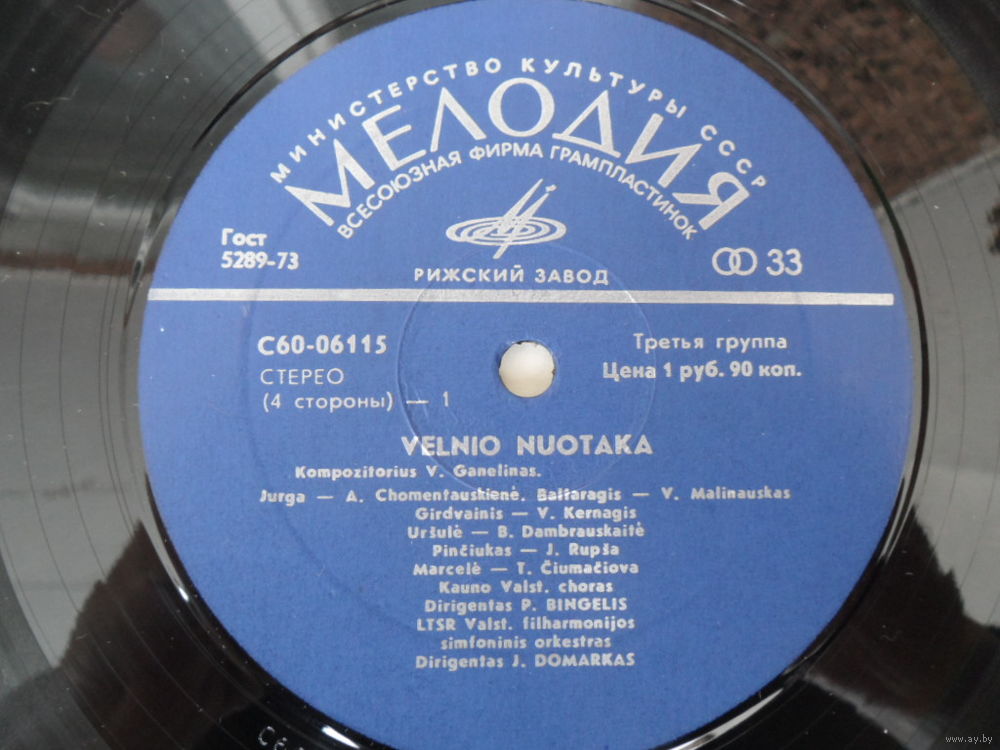 МИНИСТЕРСТВО КУЛЬТУРЫ СССР
МЕЛОДИЯ
ВСЕСОЮЗНАЯ ФИРМА ГРАМПЛАСТИНОК
Гост
5289-73
33
РИЖСКИЙ ЗАВОД
С60-06115
СТЕРЕО
(4 стороны) — 1
Третья группа
Цена 1 руб. 90 коп.
VELNIO NUOTAKA
Kompozitorius V. Ganelinas.
Jurga — A. Chomentauskienė. Baltaragis — V. Malinauskas
Girdvainis — V. Kernagis
Uršulė — B. Dambrauskaitė
Pinčiukas — J. Rupša
Marcelė — T. Čiumačiova
Kauno Valst. choras
Dirigentas P. BINGELIS
LTSR Valst. filharmonijos
simfoninis orkestras
Dirigentas J. DOMARKAS
www.ay.by